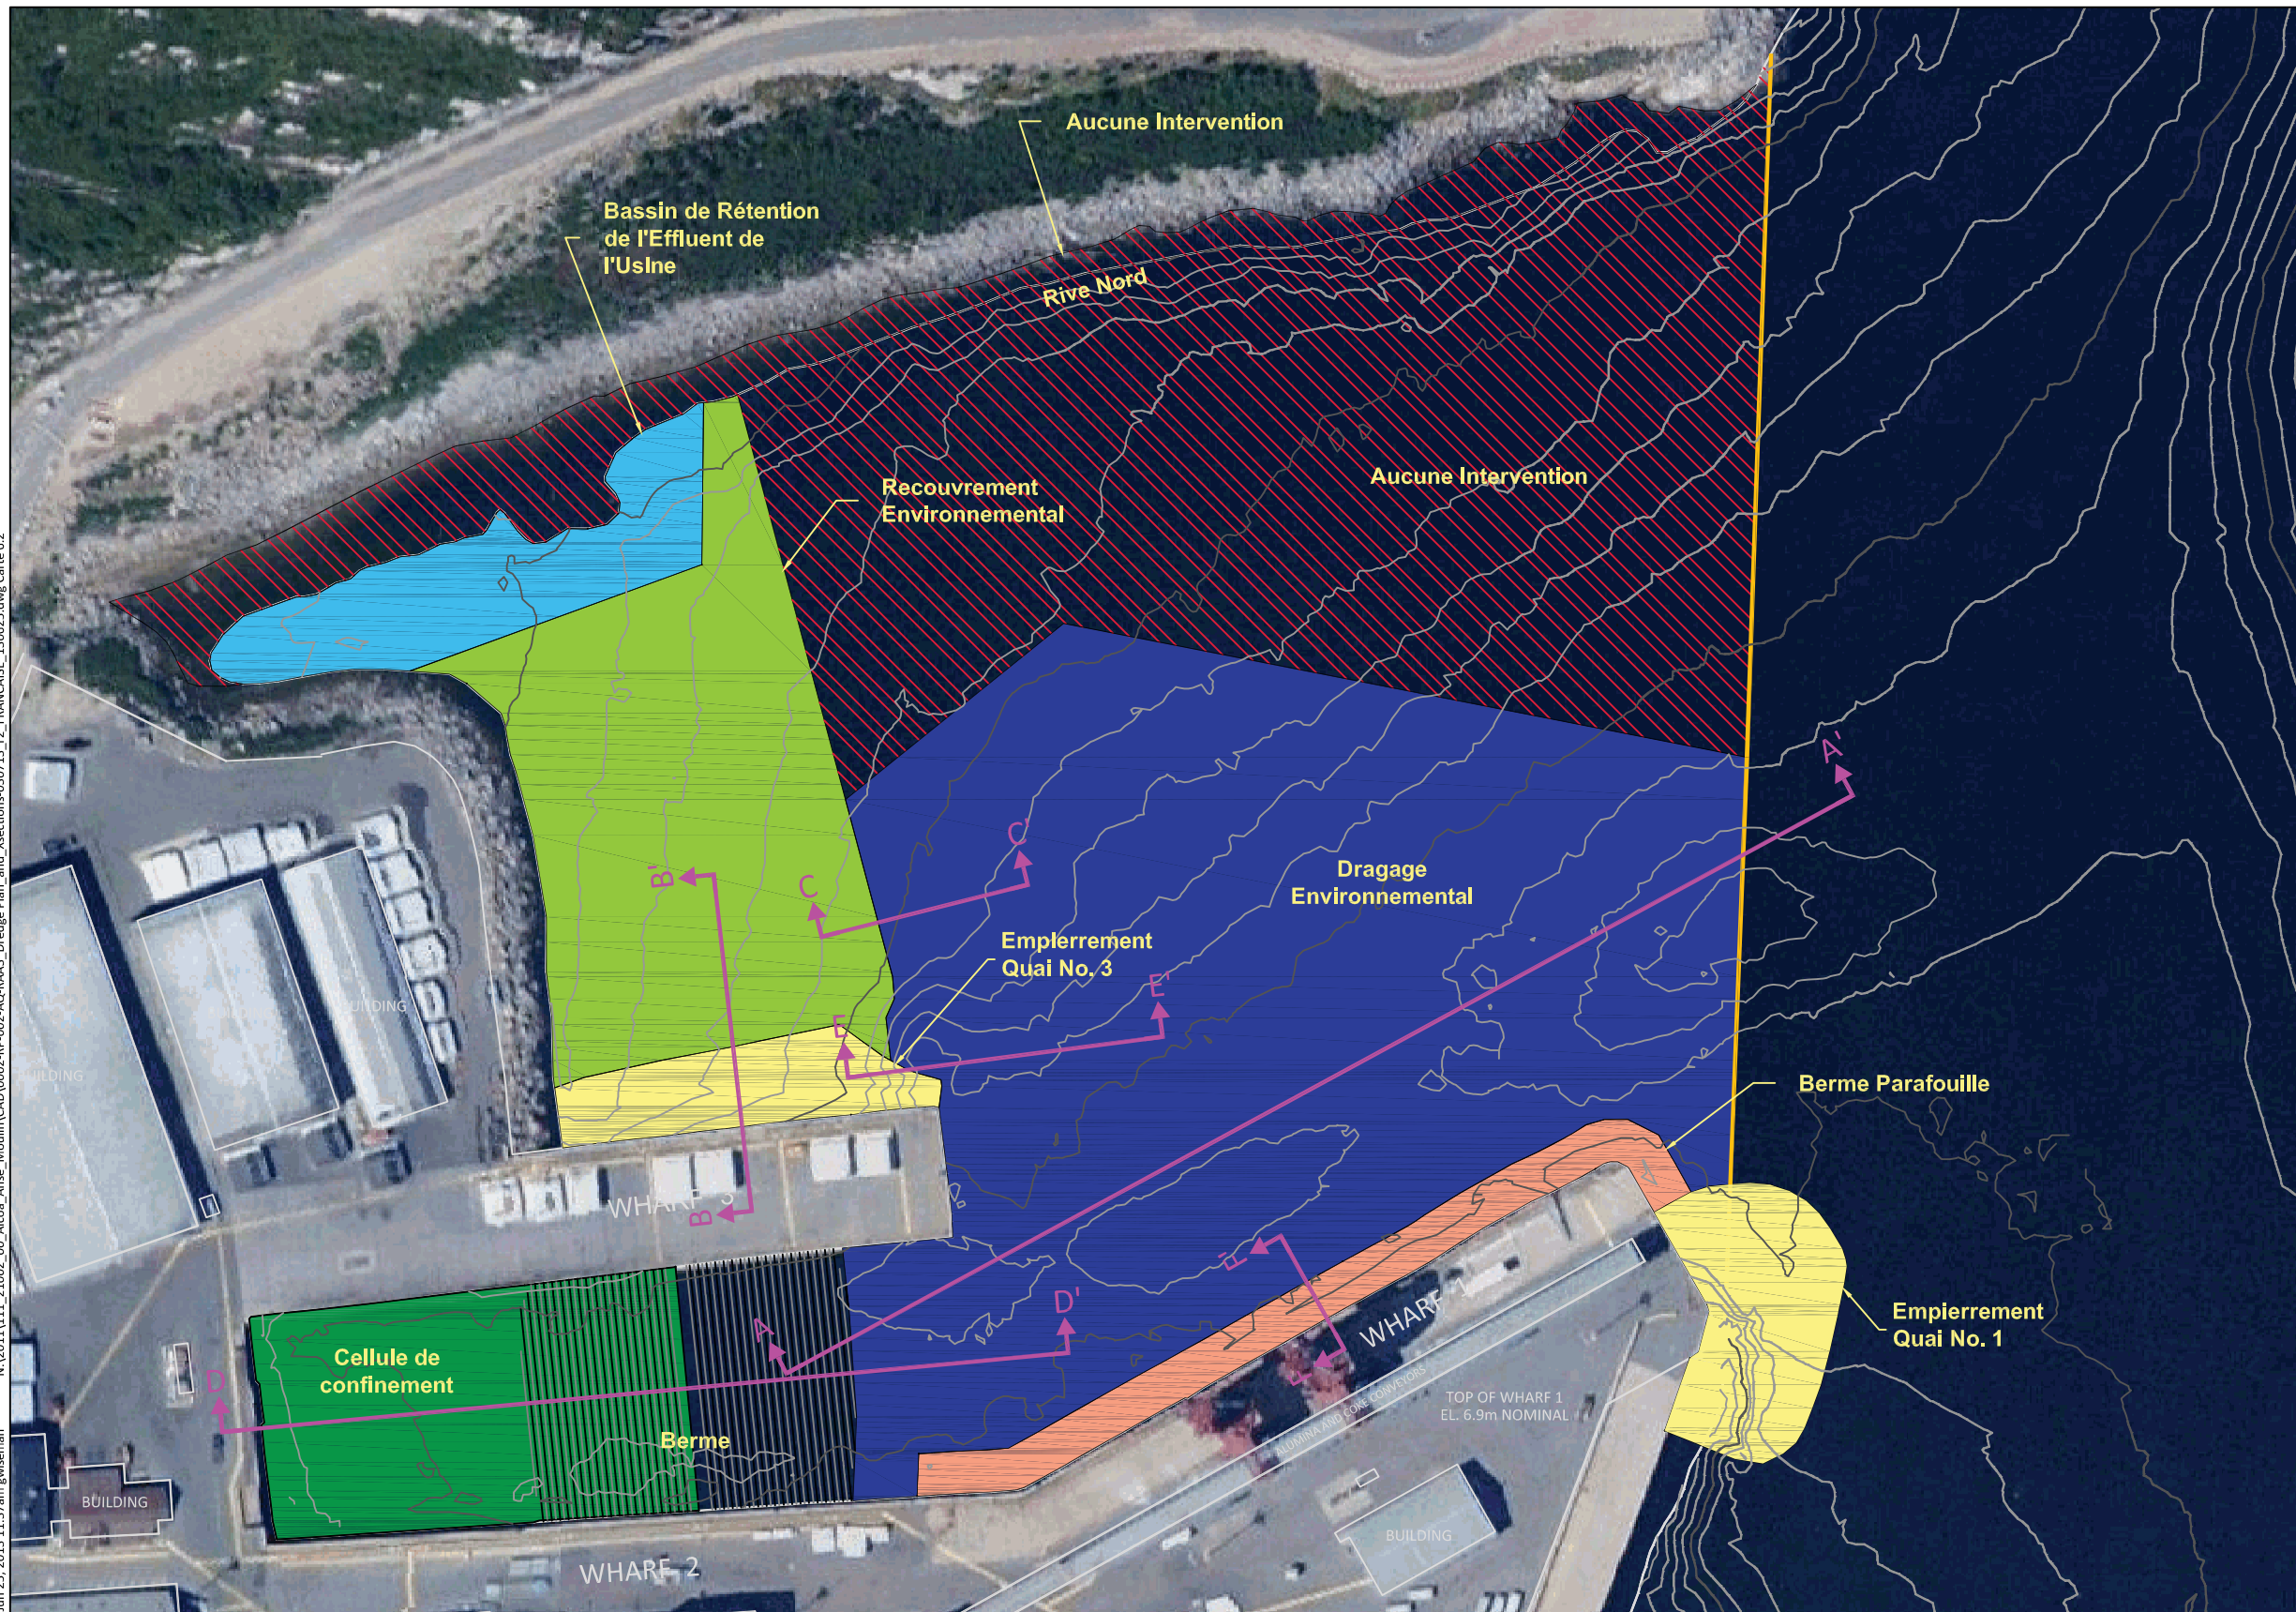 Aucune Intervention
Bassin de Rétention
de l'Effluent de
l'UsIne
Rive Nord
Recouvrement
Environnemental
Aucune Intervention
A'
Dragage
Environnemental
C'
C
B'
EmpIerrement
Quai No. 3
E'
E
BUILDING
BUILDING
Berme Parafouille
WHARF 3
B
F'
A
D'
WHARF 1
F
Empierrement
Quai No. 1
Cellule de
confinement
D
TOP OF WHARF 1
EL. 6.9m NOMINAL
ALUMINA AND COKE CONVEYORS
Berme
BUILDING
BUILDING
WHARF 2